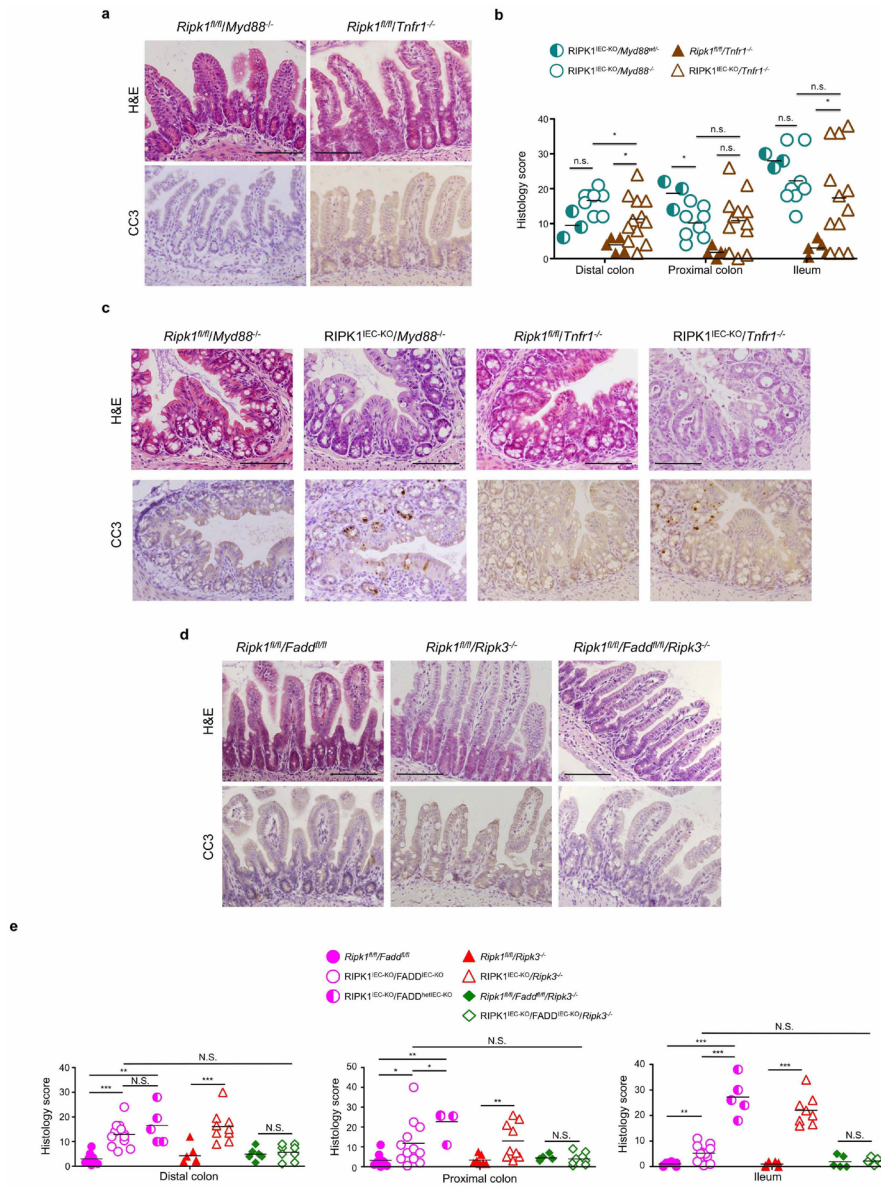 a
Ripk1fl/fl/Myd88-/-
Ripk1fl/fl/Tnfr1-/-
H&E
CC3
b
RIPK1IEC-KO/Myd88wt/-
Ripk1fl/fl/Tnfr1-/-
RIPK1IEC-KO/Myd88-/-
RIPK1IEC-KO/Tnfr1-/-
Histology score
40
30
20
10
0
n.s.
*
*
*
n.s.
n.s.
n.s.
n.s.
*
Distal colon
Proximal colon
Ileum
c
Ripk1fl/fl/Myd88-/-
RIPK1IEC-KO/Myd88-/-
Ripk1fl/fl/Tnfr1-/-
RIPK1IEC-KO/Tnfr1-/-
H&E
CC3
d
Ripk1fl/fl/Faddfl/fl
Ripk1fl/fl/Ripk3-/-
Ripk1fl/fl/Faddfl/fl/Ripk3-/-
H&E
CC3
e
Ripk1fl/fl/Faddfl/fl
Ripk1fl/fl/Ripk3-/-
RIPK1IEC-KO/FADDIEC-KO
RIPK1IEC-KO/Ripk3-/-
RIPK1IEC-KO/FADDhetIEC-KO
Ripk1fl/fl/Faddfl/fl/Ripk3-/-
RIPK1IEC-KO/FADDIEC-KO/Ripk3-/-
Histology score
40
30
20
10
0
N.S.
**
***
N.S.
***
N.S.
Distal colon
Histology score
50
40
30
20
10
0
N.S.
**
*
*
**
N.S.
Proximal colon
Histology score
40
30
20
10
0
N.S.
***
***
**
***
N.S.
Ileum